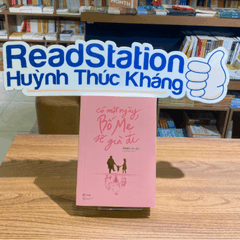 ReadStation
Huỳnh Thúc Kháng
có một ngày,
Bố Mẹ
sẽ già đi